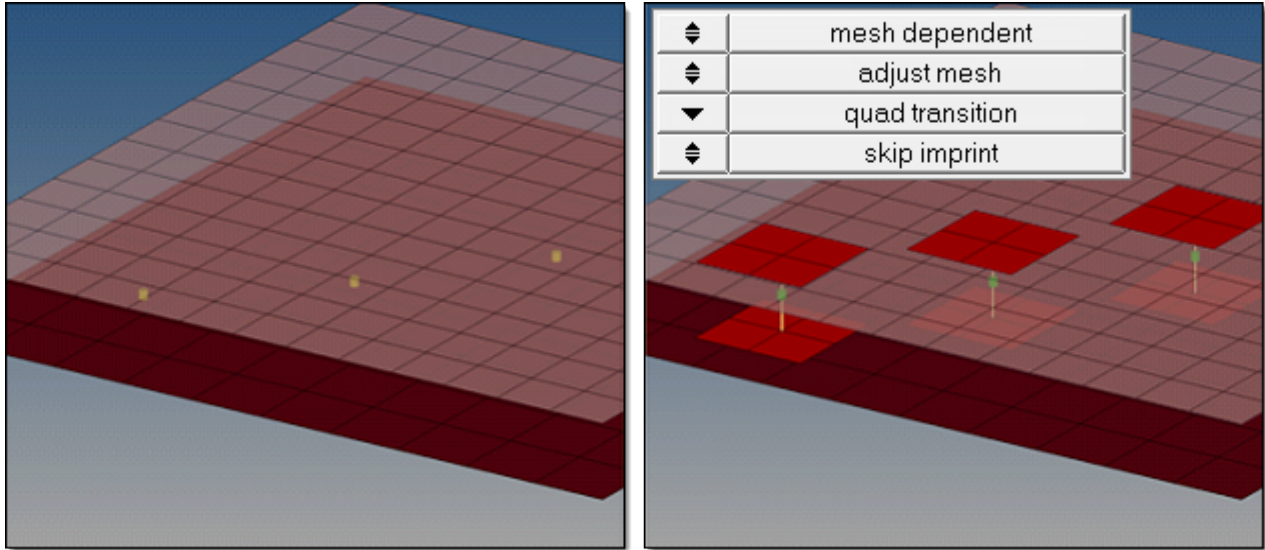 mesh dependent
adjust mesh
quad transition
skip imprint